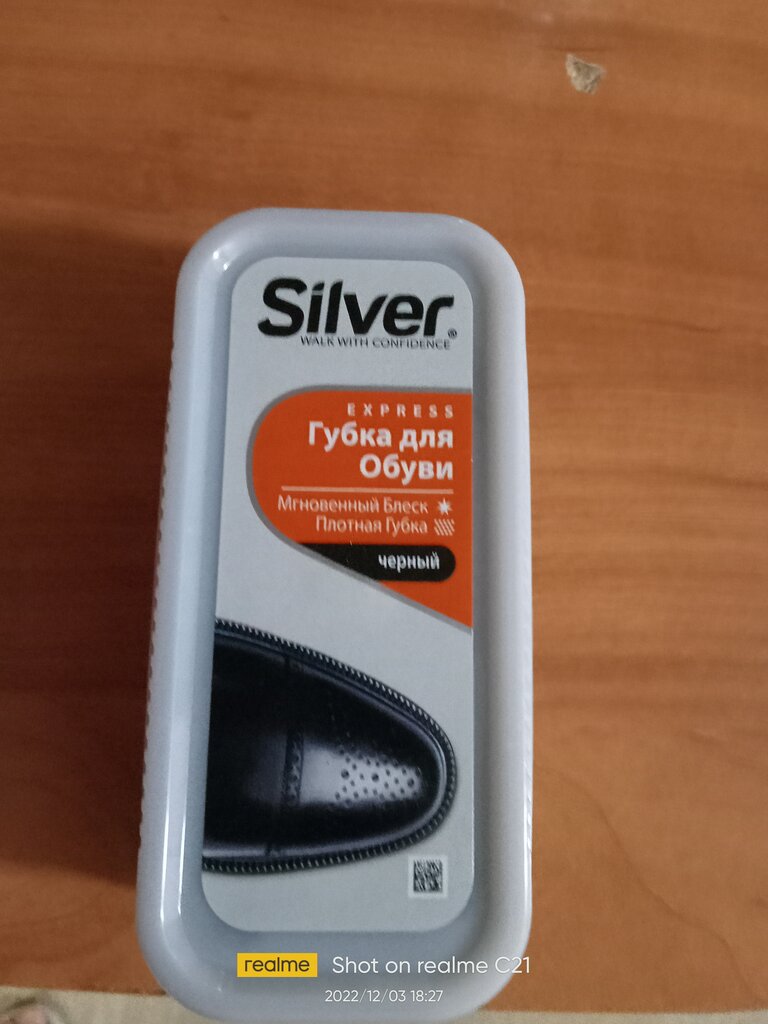 Silver®
WALK WITH CONFIDENCE
EXPRESS
Губка для
Обуви
Мгновенный Блеск
Плотная Губка
черный
realme Shot on realme C21
2022/12/03 18:27